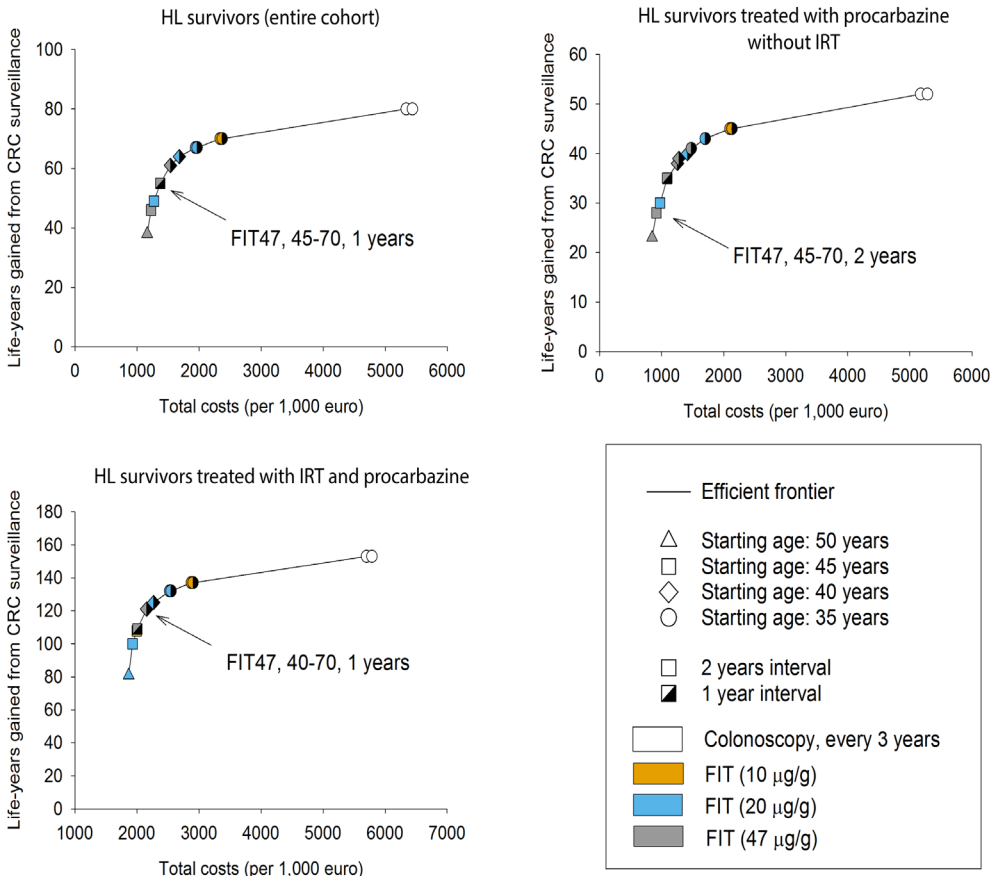 HL survivors (entire cohort)
Life-years gained from CRC surveillance
100
80
60
40
20
0
FIT47, 45-70, 1 years
0 1000 2000 3000 4000 5000 6000
Total costs (per 1,000 euro)
HL survivors treated with procarbazine
without IRT
Life-years gained from CRC surveillance
60
50
40
30
20
10
0
FIT47, 45-70, 2 years
0 1000 2000 3000 4000 5000 6000
Total costs (per 1,000 euro)
HL survivors treated with IRT and procarbazine
Life-years gained from CRC surveillance
180
160
140
120
100
80
60
40
20
0
FIT47, 40-70, 1 years
1000 2000 3000 4000 5000 6000 7000
Total costs (per 1,000 euro)
Efficient frontier
Starting age: 50 years
Starting age: 45 years
Starting age: 40 years
Starting age: 35 years
2 years interval
1 year interval
Colonoscopy, every 3 years
FIT (10 µg/g)
FIT (20 µg/g)
FIT (47 µg/g)